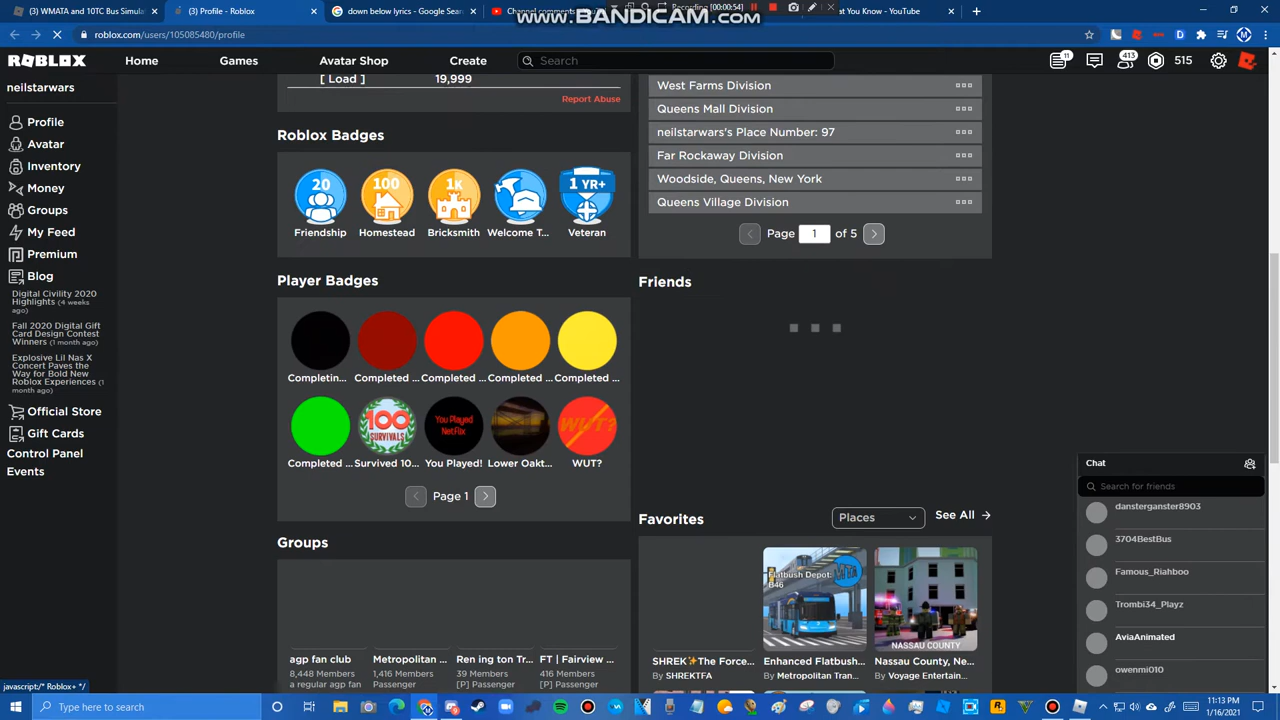 WMATA and 10TC Bus Simula
(3) Profile - Roblox
down below lyrics - Google Sear
Channel comments
at You Know - YouTube
www.BANDICAM.com
Recording [00:00:54]
roblox.com/users/105085480/profile
ROBLOX
Home
Games
Avatar Shop
Create
Search
11
413
515
neilstarwars
Profile
Avatar
Inventory
Money
Groups
My Feed
Premium
Blog
Digital Civility 2020
Highlights (4 weeks
ago)
Fall 2020 Digital Gift
Card Design Contest
Winners (1 month ago)
Explosive Lil Nas X
Concert Paves the
Way for Bold New
Roblox Experiences (1
month ago)
Official Store
Gift Cards
Control Panel
Events
[ Load ]
19,999
Report Abuse
Roblox Badges
20
100
1K
1 YR+
Friendship
Homestead
Bricksmith
Welcome T...
Veteran
Player Badges
Completin...
Completed ...
Completed ...
Completed ...
Completed ...
100
SURVIVALS
You Played
Netflix
WUT?
Completed ...
Survived 10...
You Played!
Lower Oakt...
WUT?
Page 1
Groups
agp fan club
8,448 Members
a regular agp fan
Metropolitan ...
1,416 Members
Passenger
Ren ing ton Tr...
39 Members
[P] Passenger
FT | Fairview ...
416 Members
[P] Passenger
West Farms Division
Queens Mall Division
neilstarwars's Place Number: 97
Far Rockaway Division
Woodside, Queens, New York
Queens Village Division
Page 1 of 5
Friends
Favorites
Places
See All
Flatbush Depot:
B46
NASSAU COUNTY
SHREK✨The Force...
By SHREKTFA
Enhanced Flatbush...
By Metropolitan Tran...
Nassau County, Ne...
By Voyage Entertain...
Chat
Search for friends
dansterganster8903
3704BestBus
Famous_Riahboo
Trombi34_Playz
AviaAnimated
owenmi010
javascript:/* Roblox+ */
Type here to search
11:13 PM
1/16/2021